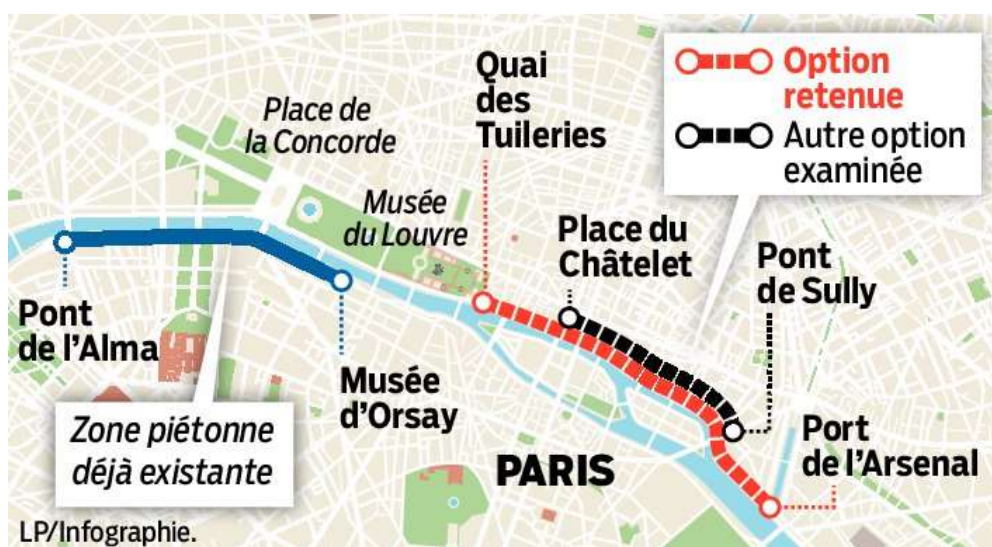 Option
retenue
Autre option
examinée
Quai
des
Tuileries
Place de
la Concorde
Musée
du Louvre
Place du
Châtelet
Pont
de Sully
Pont
de l'Alma
Musée
d'Orsay
Port
de l'Arsenal
Zone piétonne
déjà existante
PARIS
LP/Infographie.